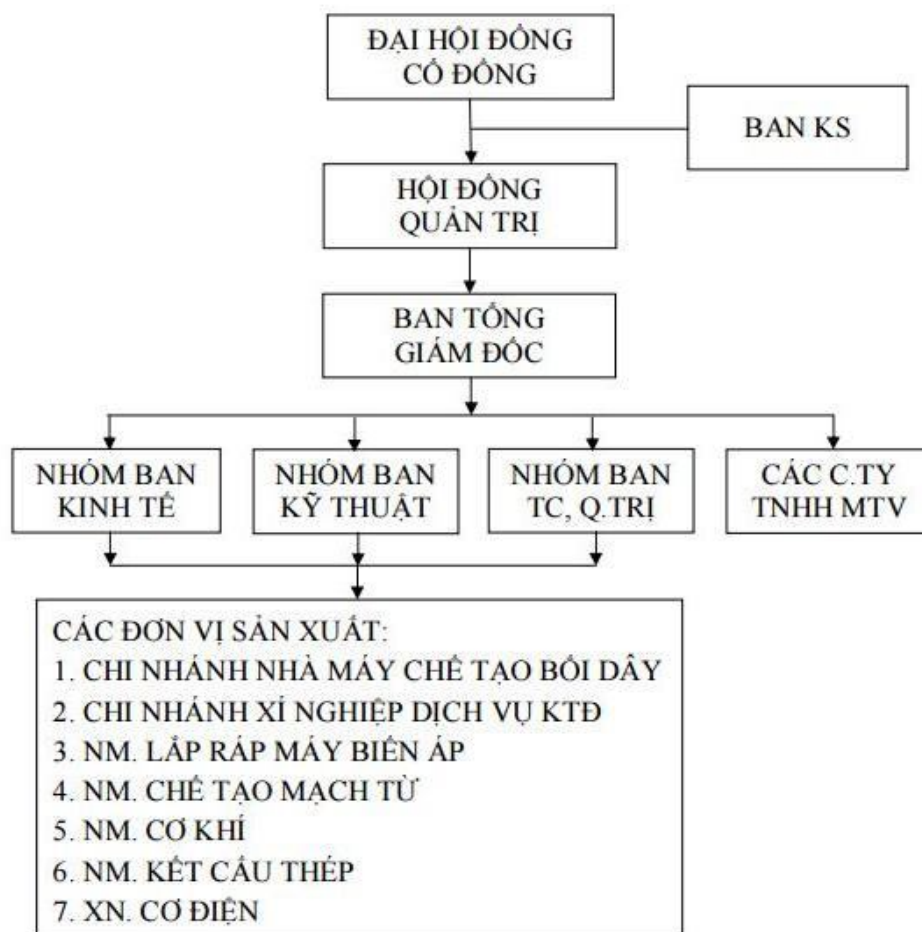 ĐẠI HỘI ĐỒNG
CỔ ĐÔNG
BAN KS
HỘI ĐỒNG
QUẢN TRỊ
BAN TỔNG
GIÁM ĐỐC
NHÓM BAN
KINH TẾ
NHÓM BAN
KỸ THUẬT
NHÓM BAN
TC, Q.TRỊ
CÁC C.TY
TNHH MTV
CÁC ĐƠN VỊ SẢN XUẤT:
1. CHI NHÁNH NHÀ MÁY CHẾ TẠO BỐI DÂY
2. CHI NHÁNH XÍ NGHIỆP DỊCH VỤ KTĐ
3. NM. LẮP RÁP MÁY BIẾN ÁP
4. NM. CHẾ TẠO MẠCH TỪ
5. NM. CƠ KHÍ
6. NM. KẾT CẤU THÉP
7. XN. CƠ ĐIỆN